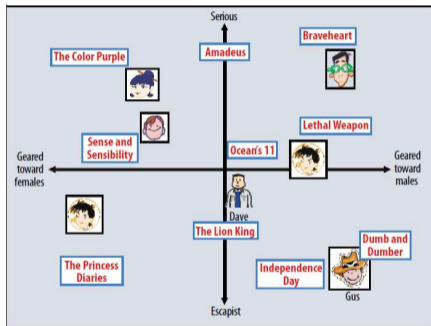 Serious
Braveheart
The Color Purple
Amadeus
Lethal Weapon
Sense and
Sensibility
Ocean's 11
Geared
toward
females
Geared
toward
males
Dave
The Lion King
Dumb and
Dumber
The Princess
Diaries
Independence
Day
Gus
Escapist